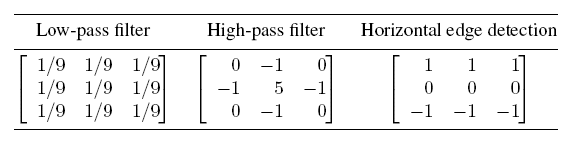 Low-pass filter High-pass filter Horizontal edge detection
[ 1/9 1/9 1/9 ] [ 0 −1 0 ] [ 1 1 1 ]
1/9 1/9 1/9 −1 5 −1 0 0 0
1/9 1/9 1/9 0 −1 0 −1 −1 −1